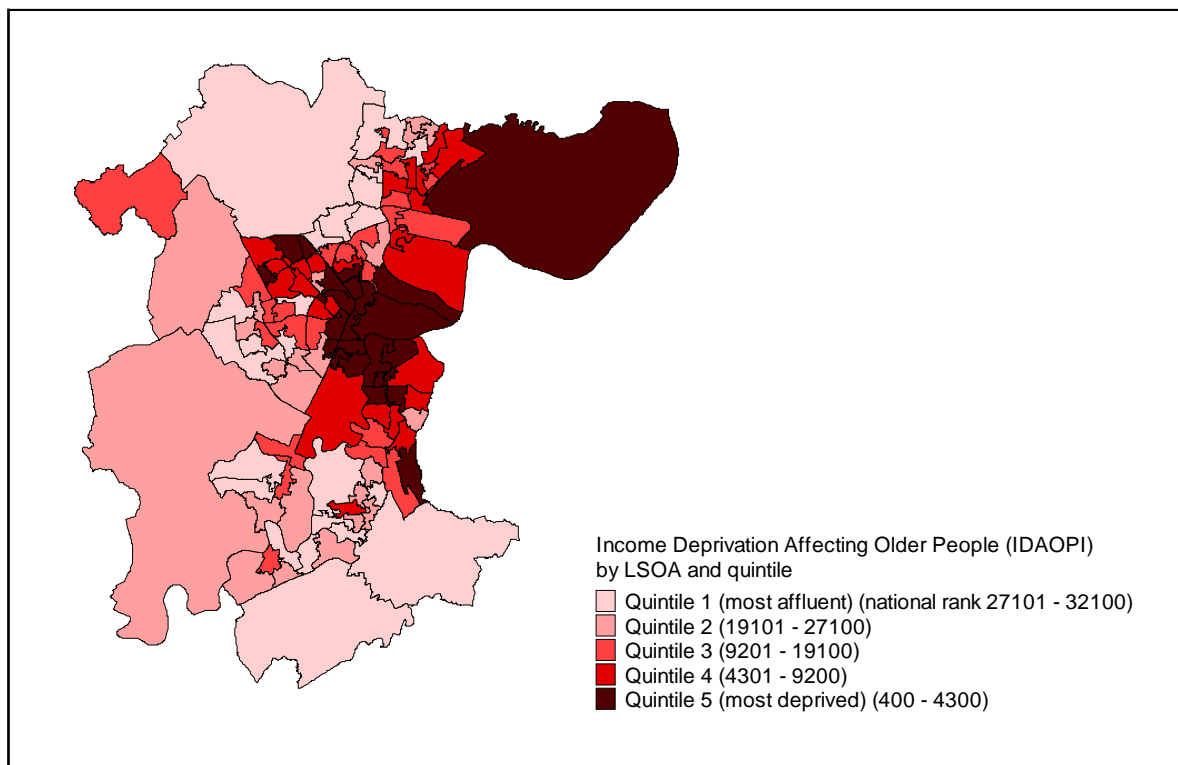 Income Deprivation Affecting Older People (IDAOPI)
by LSOA and quintile
Quintile 1 (most affluent) (national rank 27101 - 32100)
Quintile 2 (19101 - 27100)
Quintile 3 (9201 - 19100)
Quintile 4 (4301 - 9200)
Quintile 5 (most deprived) (400 - 4300)